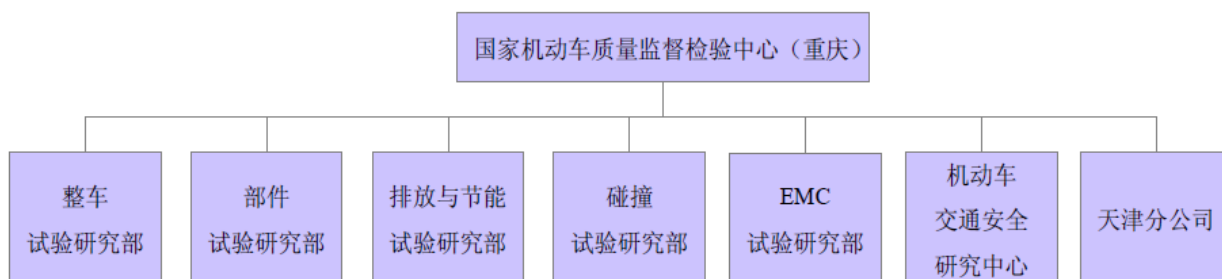 国家机动车质量监督检验中心（重庆）
整车
试验研究部
部件
试验研究部
排放与节能
试验研究部
碰撞
试验研究部
EMC
试验研究部
机动车
交通安全
研究中心
天津分公司